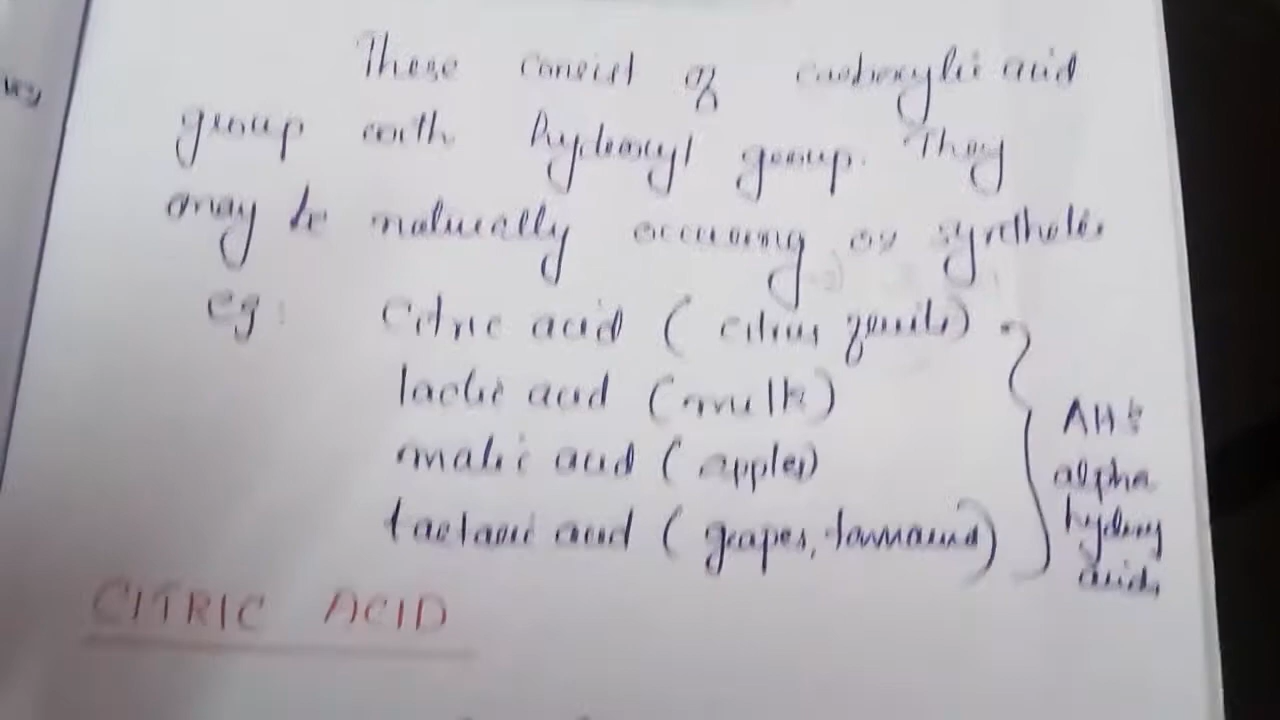 These consist of carboxylic acid
group with hydroxyl group. They
may be naturally occurring or synthetic
eg: Citric acid (citrus fruits)
lactic acid (milk)
malic acid (apples)
tartaric acid (grapes, tamarind)
AHs
alpha
hydroxy
acids
CITRIC ACID